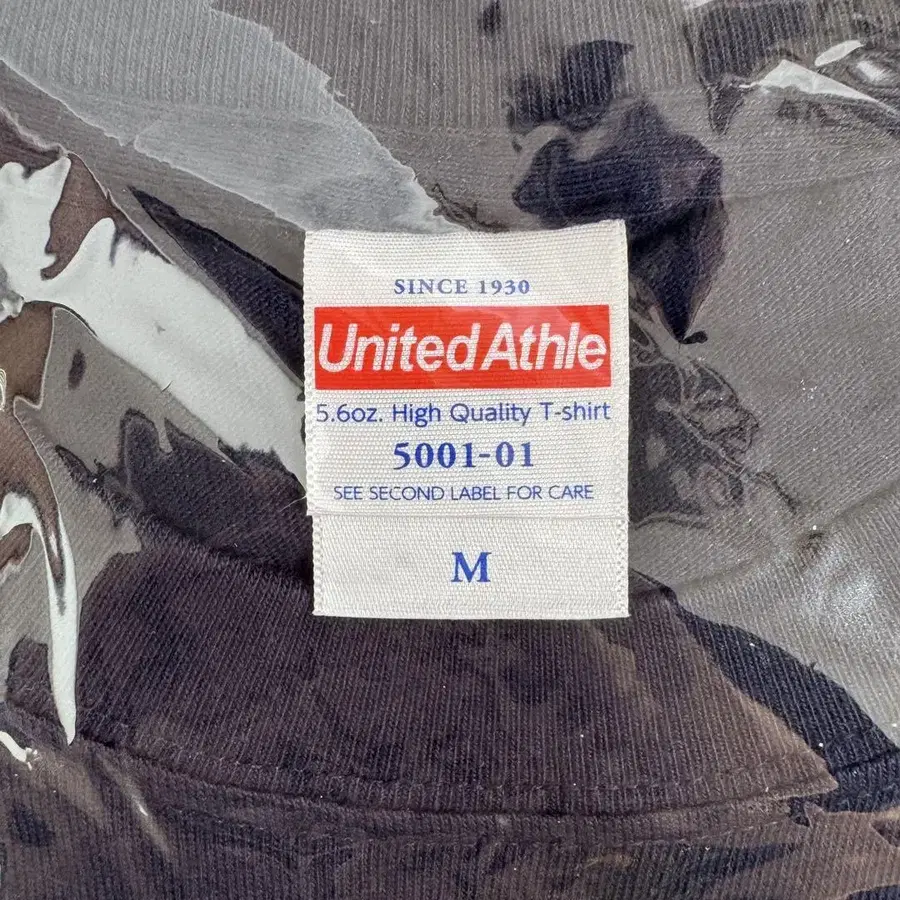 SINCE 1930
United Athle
5.6oz. High Quality T-shirt
5001-01
SEE SECOND LABEL FOR CARE
M